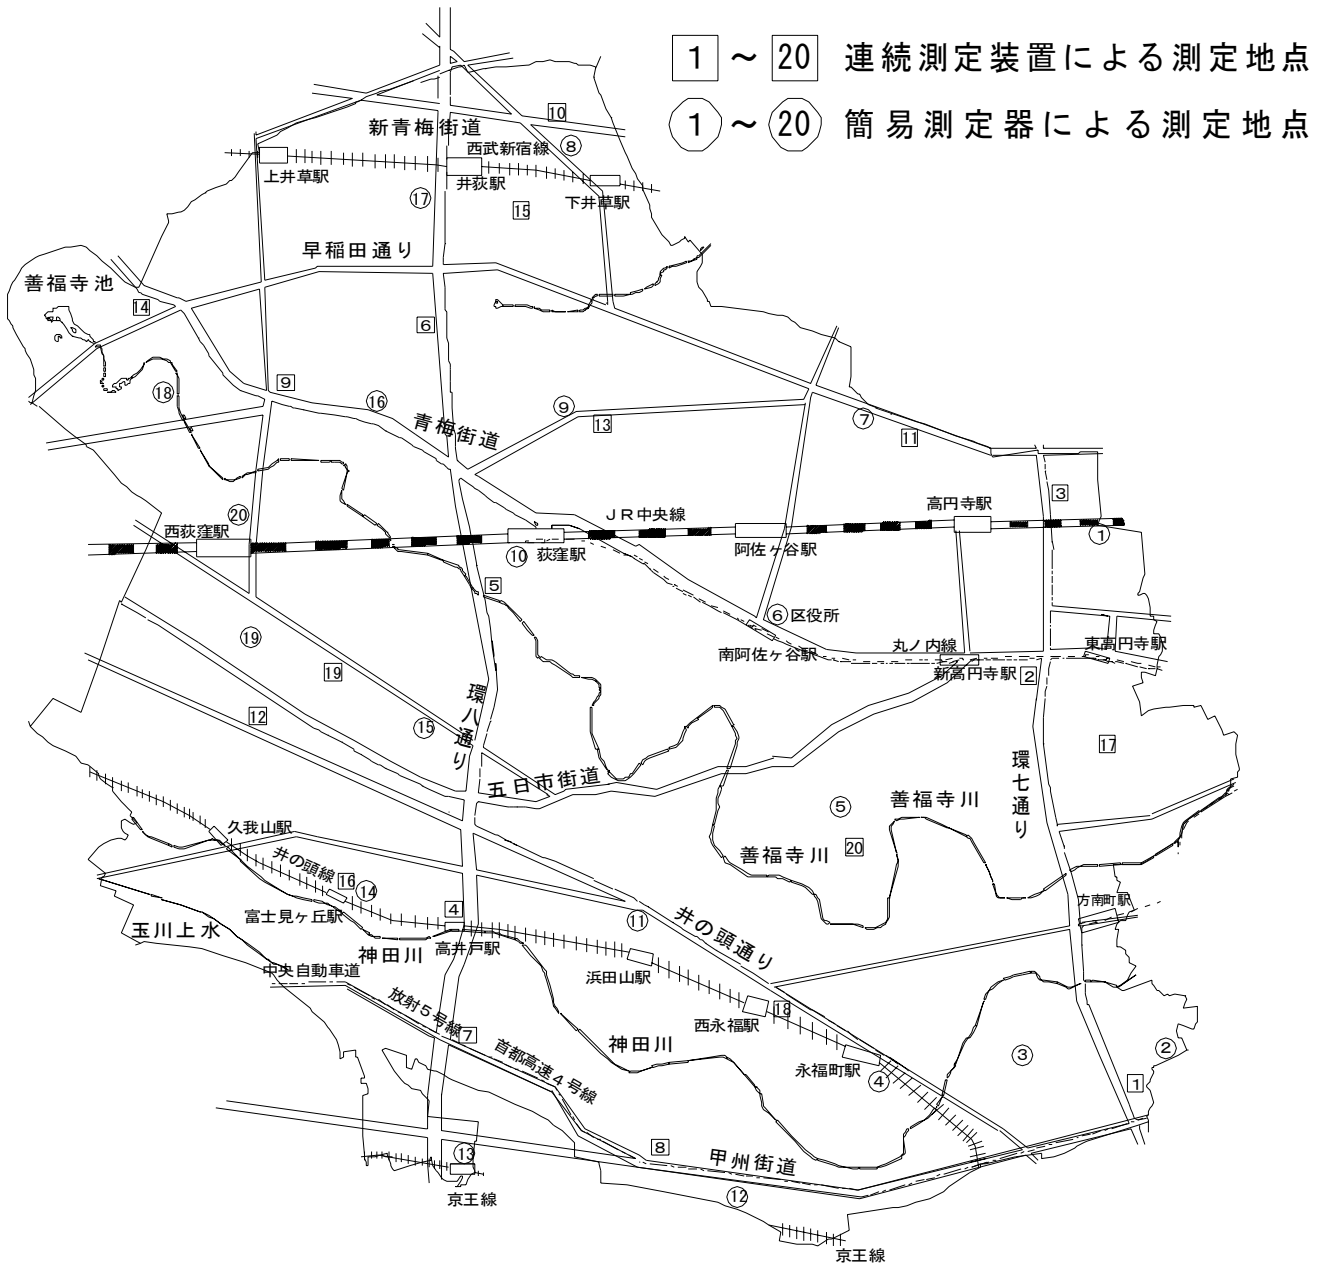 1 ～ 20 連続測定装置による測定地点
① ～ ⑳ 簡易測定器による測定地点
10
新青梅街道
⑧
西武新宿線
上井草駅
井荻駅
下井草駅
⑰
15
早稲田通り
善福寺池
14
6
9
⑱
⑯
⑨
13
⑦
11
青梅街道
3
高円寺駅
⑳
JR中央線
西荻窪駅
⑩
荻窪駅
阿佐ヶ谷駅
①
5
⑥
区役所
⑲
丸ノ内線
東高円寺駅
南阿佐ヶ谷駅
新高円寺駅
2
19
環八通り
12
⑮
17
環七通り
五日市街道
⑤
善福寺川
久我山駅
20
善福寺川
井の頭線
16
⑭
方南町駅
富士見ヶ丘駅
4
⑪
井の頭通り
玉川上水
高井戸駅
神田川
中央自動車道
浜田山駅
放射5号線
18
西永福駅
7
首都高速4号線
神田川
③
②
永福町駅
④
1
8
⑬
甲州街道
⑫
京王線
京王線